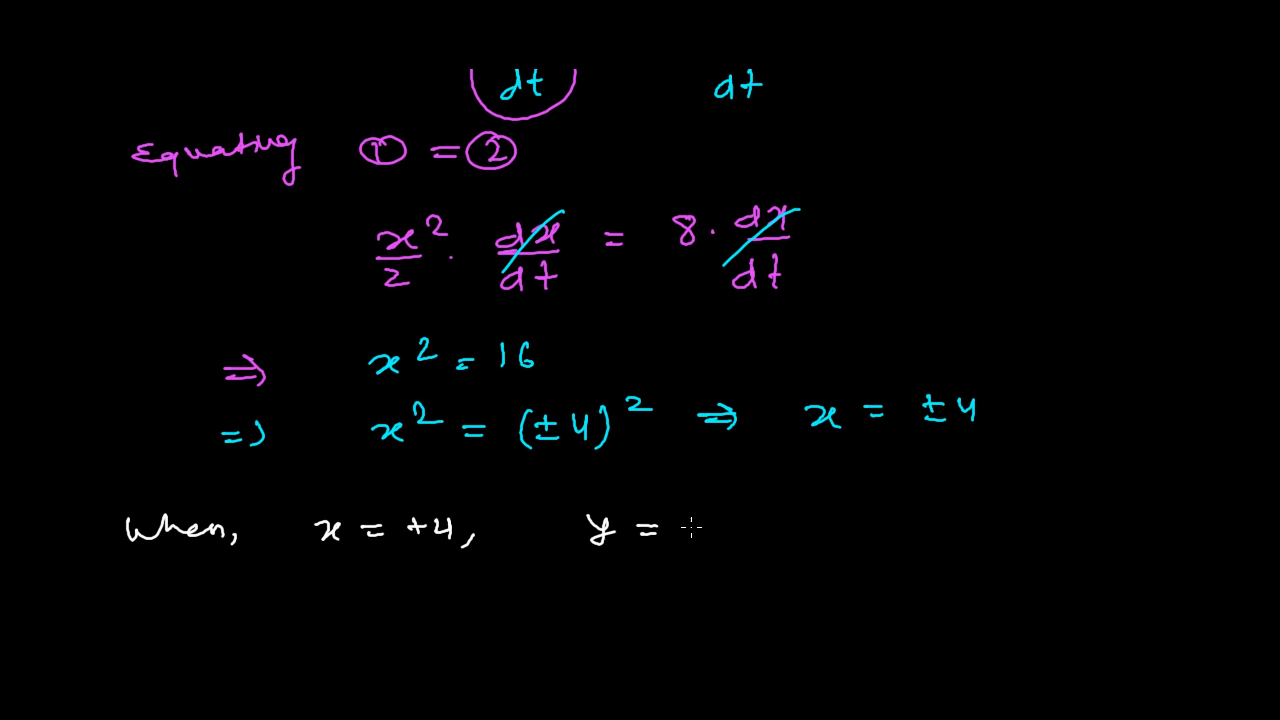 dt dt
Equating ① = ②
x²/2 · dx/dt = 8 · dx/dt
⇒ x² = 16
⇒ x² = (±4)² ⇒ x = ±4
When, x = +4, y =